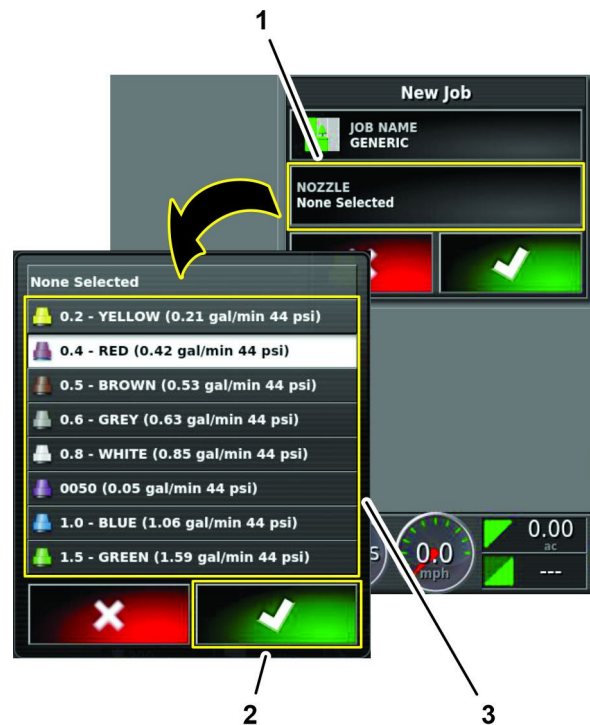 1
New Job
JOB NAME
GENERIC
NOZZLE
None Selected
None Selected
0.2 - YELLOW (0.21 gal/min 44 psi)
0.4 - RED (0.42 gal/min 44 psi)
0.5 - BROWN (0.53 gal/min 44 psi)
0.6 - GREY (0.63 gal/min 44 psi)
0.8 - WHITE (0.85 gal/min 44 psi)
0050 (0.05 gal/min 44 psi)
1.0 - BLUE (1.06 gal/min 44 psi)
1.5 - GREEN (1.59 gal/min 44 psi)
S
0.0
mph
0.00
ac
---
2
3